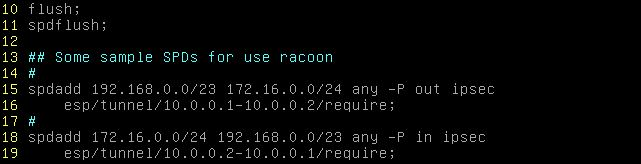 10 flush;
11 spdflush;
12
13 ## Some sample SPDs for use racoon
14 #
15 spdadd 192.168.0.0/23 172.16.0.0/24 any -P out ipsec
16     esp/tunnel/10.0.0.1-10.0.0.2/require;
17 #
18 spdadd 172.16.0.0/24 192.168.0.0/23 any -P in ipsec
19     esp/tunnel/10.0.0.2-10.0.0.1/require;